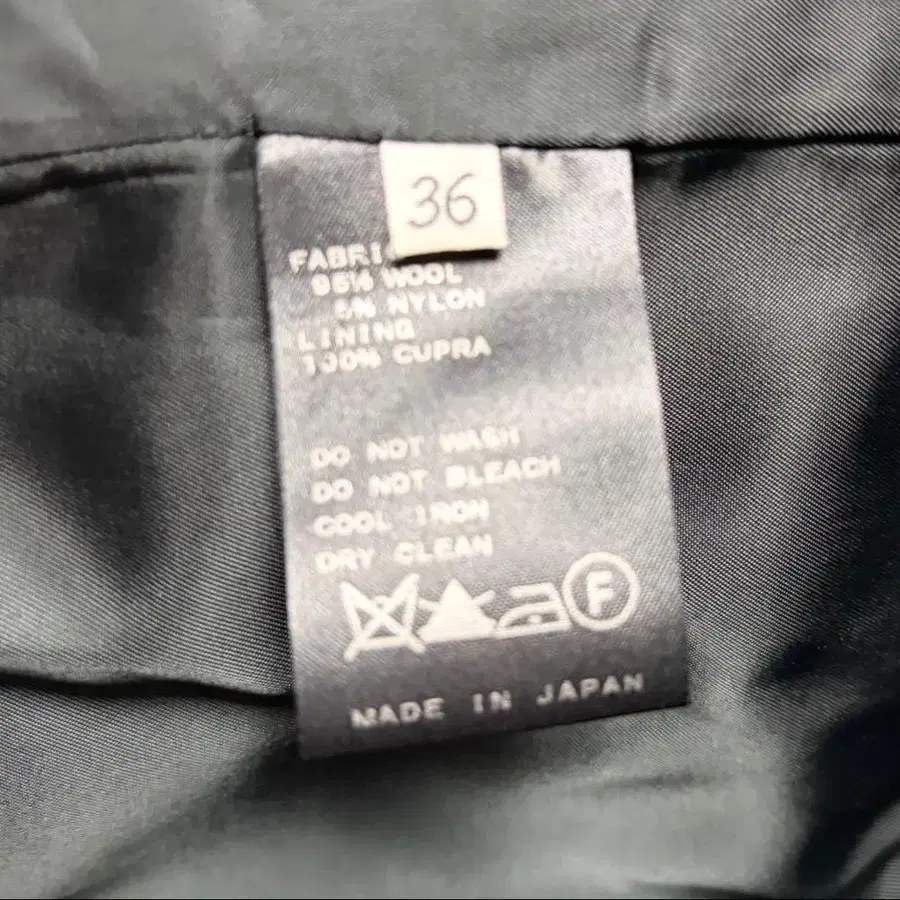 36
FABRI
95% WOOL
5% NYLON
LINING
100% CUPRA
DO NOT WASH
DO NOT BLEACH
COOL IRON
DRY CLEAN
F
MADE IN JAPAN